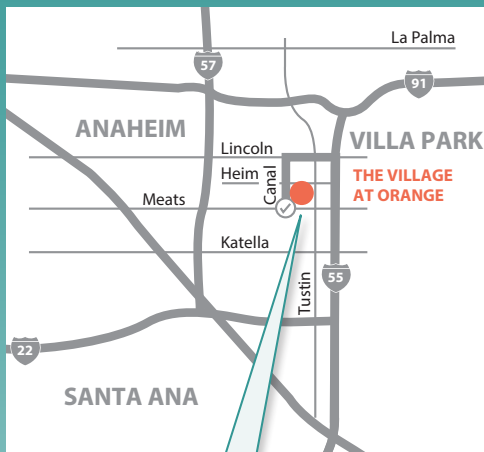 La Palma
57
91
ANAHEIM
VILLA PARK
Lincoln
Heim
Canal
THE VILLAGE
AT ORANGE
Meats
Katella
55
Tustin
22
SANTA ANA